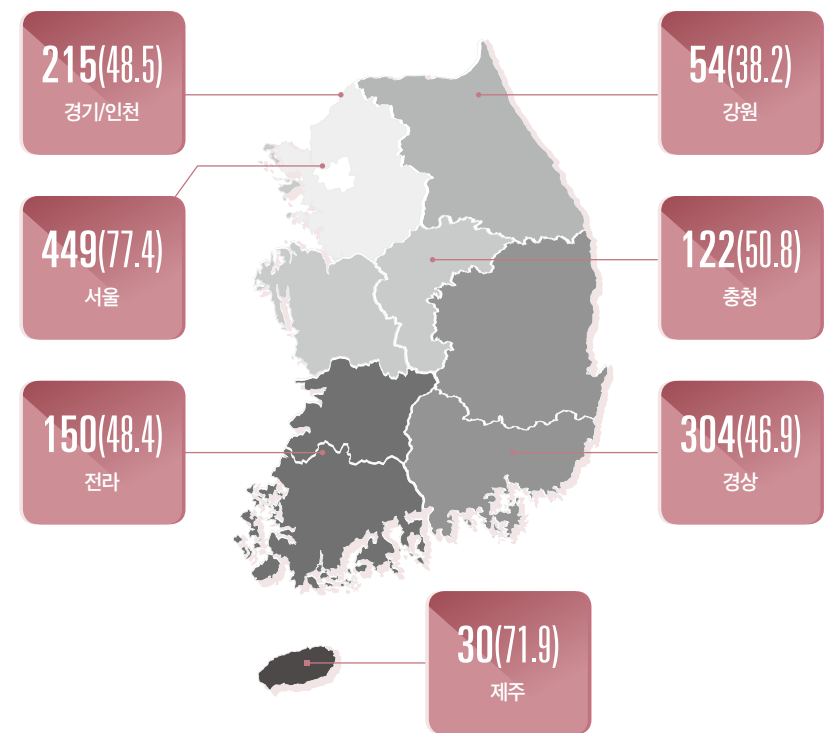 215(48.5)
경기/인천
54(38.2)
강원
449(77.4)
서울
122(50.8)
충청
150(48.4)
전라
304(46.9)
경상
30(71.9)
제주